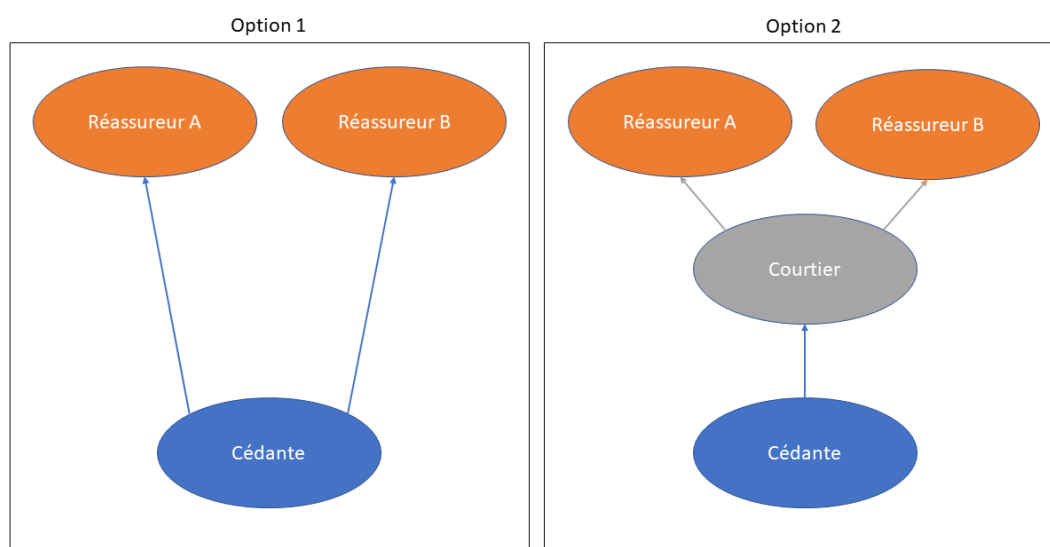 Option 1
Réassureur A
Réassureur B
Cédante
Option 2
Réassureur A
Réassureur B
Courtier
Cédante